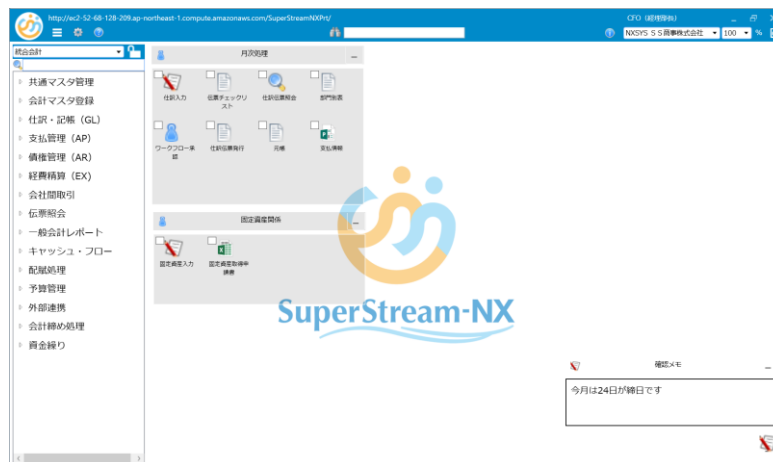 http://ec2-52-68-128-209.ap-northeast-1.compute.amazonaws.com/SuperStreamNXPrt/
CFO (経理部長)
NXSYS S S商事株式会社
100
%
統合会計
共通マスタ管理
会計マスタ登録
仕訳・記帳(GL)
支払管理(AP)
債権管理(AR)
経費精算(EX)
会社間取引
伝票照会
一般会計レポート
キャッシュ・フロー
配賦処理
予算管理
外部連携
会計締め処理
資金繰り
月次処理
仕訳入力
伝票チェックリ
スト
仕訳伝票照会
部門別表
ワークフロー承
認
仕訳伝票発行
元帳
支払情報
固定資産関係
固定資産入力
固定資産取得申
請書
SuperStream-NX
確認メモ
今月は24日が締日です